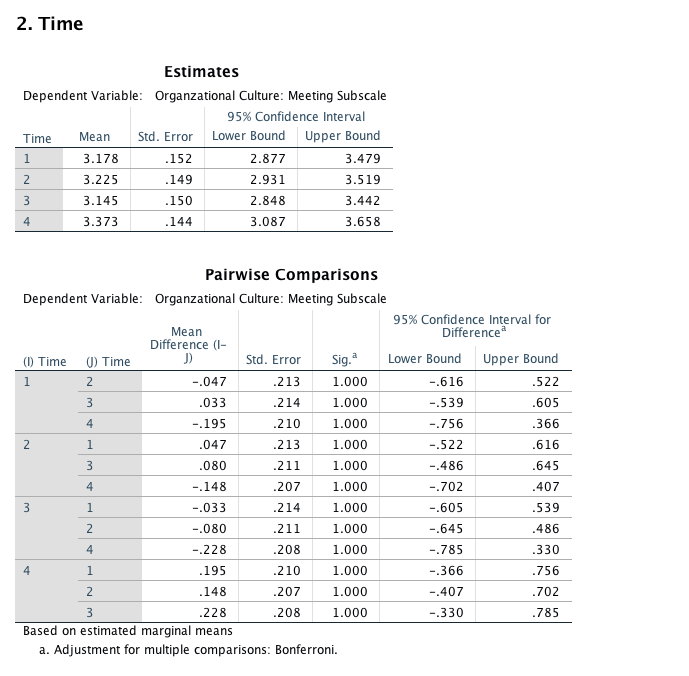 2. Time
Estimates
Dependent Variable: Organzational Culture: Meeting Subscale
95% Confidence Interval
Time Mean Std. Error Lower Bound Upper Bound
1 3.178 .152 2.877 3.479
2 3.225 .149 2.931 3.519
3 3.145 .150 2.848 3.442
4 3.373 .144 3.087 3.658
Pairwise Comparisons
Dependent Variable: Organzational Culture: Meeting Subscale
95% Confidence Interval for
Differenceᵃ
Mean
Difference (I–
J)
(I) Time (J) Time Std. Error Sig.ᵃ Lower Bound Upper Bound
1 2 –.047 .213 1.000 –.616 .522
3 .033 .214 1.000 –.539 .605
4 –.195 .210 1.000 –.756 .366
2 1 .047 .213 1.000 –.522 .616
3 .080 .211 1.000 –.486 .645
4 –.148 .207 1.000 –.702 .407
3 1 –.033 .214 1.000 –.605 .539
2 –.080 .211 1.000 –.645 .486
4 –.228 .208 1.000 –.785 .330
4 1 .195 .210 1.000 –.366 .756
2 .148 .207 1.000 –.407 .702
3 .228 .208 1.000 –.330 .785
Based on estimated marginal means
a. Adjustment for multiple comparisons: Bonferroni.